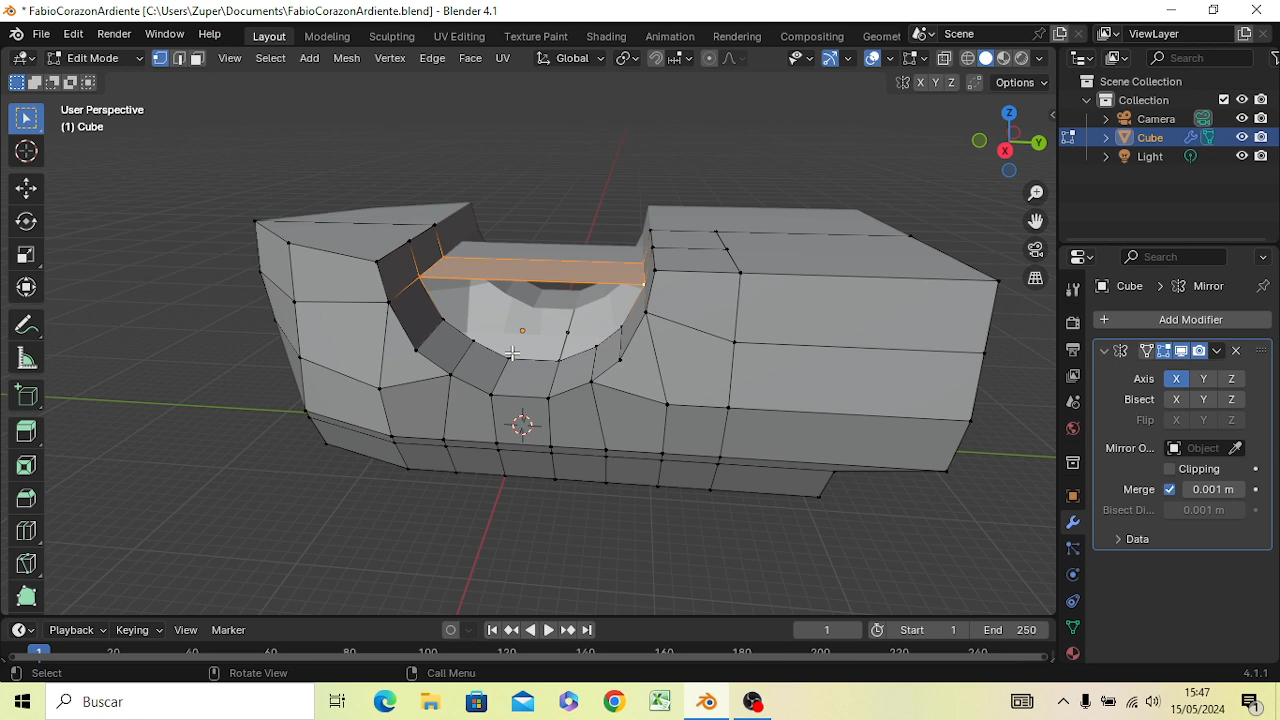 * FabioCorazonArdiente [C:\Users\Zuper\Documents\FabioCorazonArdiente.blend] - Blender 4.1
File Edit Render Window Help Layout Modeling Sculpting UV Editing Texture Paint Shading Animation Rendering Compositing Geomet Scene ViewLayer
Edit Mode View Select Add Mesh Vertex Edge Face UV Global Search
X Y Z Options
User Perspective
(1) Cube
Z
Y
X
Scene Collection
Collection
Camera
Cube
Light
Search
Cube > Mirror
+ Add Modifier
Axis X Y Z
Bisect X Y Z
Flip X Y Z
Mirror O... Object
Clipping
Merge 0.001 m
Bisect Di... 0.001 m
> Data
Playback Keying View Marker 1 Start 1 End 250
1 20 40 60 80 100 120 140 160 180 200 220 240
Select Rotate View Call Menu 4.1.1
Buscar
15:47
15/05/2024
1